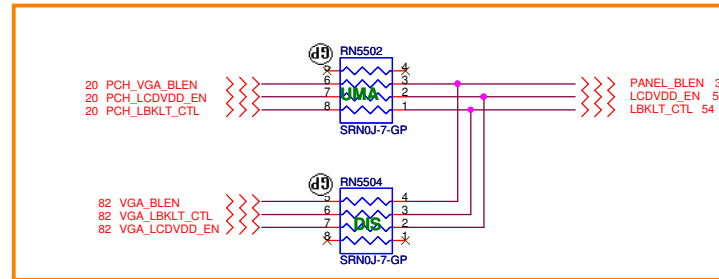 GP RN5502
5 4
20 PCH_VGA_BLEN 6 3 PANEL_BLEN 3
20 PCH_LCDVDD_EN 7 UMA 2 LCDVDD_EN 5
20 PCH_LBKLT_CTL 8 1 LBKLT_CTL 54
SRN0J-7-GP
GP RN5504
82 VGA_BLEN 5 4
82 VGA_LBKLT_CTL 6 3
82 VGA_LCDVDD_EN 7 DIS 2
8 1
SRN0J-7-GP